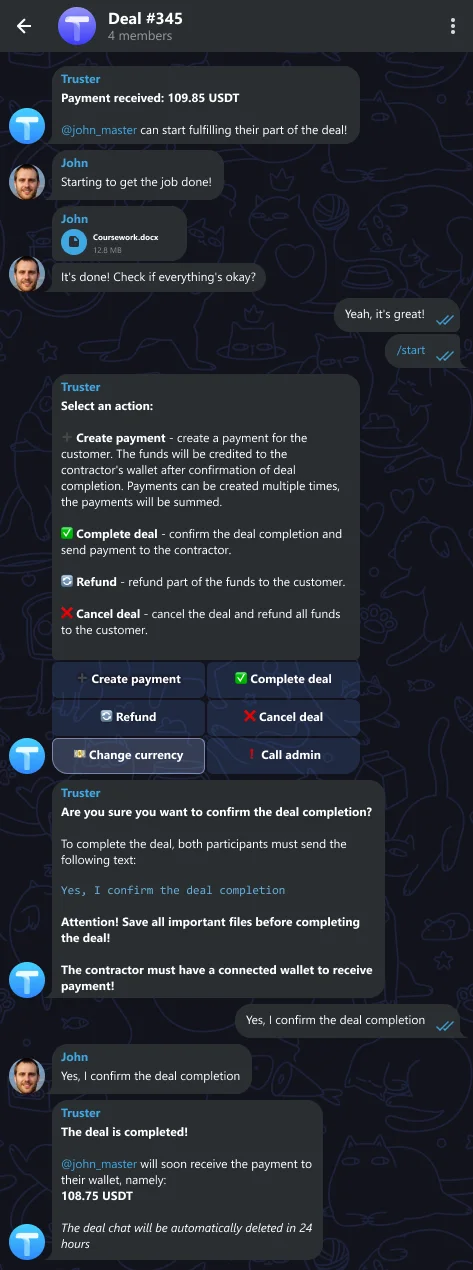 Deal #345
4 members
Truster
Payment received: 109.85 USDT
@john_master can start fulfilling their part of the deal!
John
Starting to get the job done!
John
Coursework.docx
12.8 MB
It's done! Check if everything's okay?
Yeah, it's great!
/start
Truster
Select an action:
➕ Create payment - create a payment for the
customer. The funds will be credited to the
contractor's wallet after confirmation of deal
completion. Payments can be created multiple times,
the payments will be summed.
✅ Complete deal - confirm the deal completion and
send payment to the contractor.
🔄 Refund - refund part of the funds to the customer.
❌ Cancel deal - cancel the deal and refund all funds
to the customer.
➕ Create payment
✅ Complete deal
🔄 Refund
❌ Cancel deal
💴 Change currency
❗ Call admin
Truster
Are you sure you want to confirm the deal completion?
To complete the deal, both participants must send the
following text:
Yes, I confirm the deal completion
Attention! Save all important files before completing
the deal!
The contractor must have a connected wallet to receive
payment!
Yes, I confirm the deal completion
John
Yes, I confirm the deal completion
Truster
The deal is completed!
@john_master will soon receive the payment to
their wallet, namely:
108.75 USDT
The deal chat will be automatically deleted in 24
hours